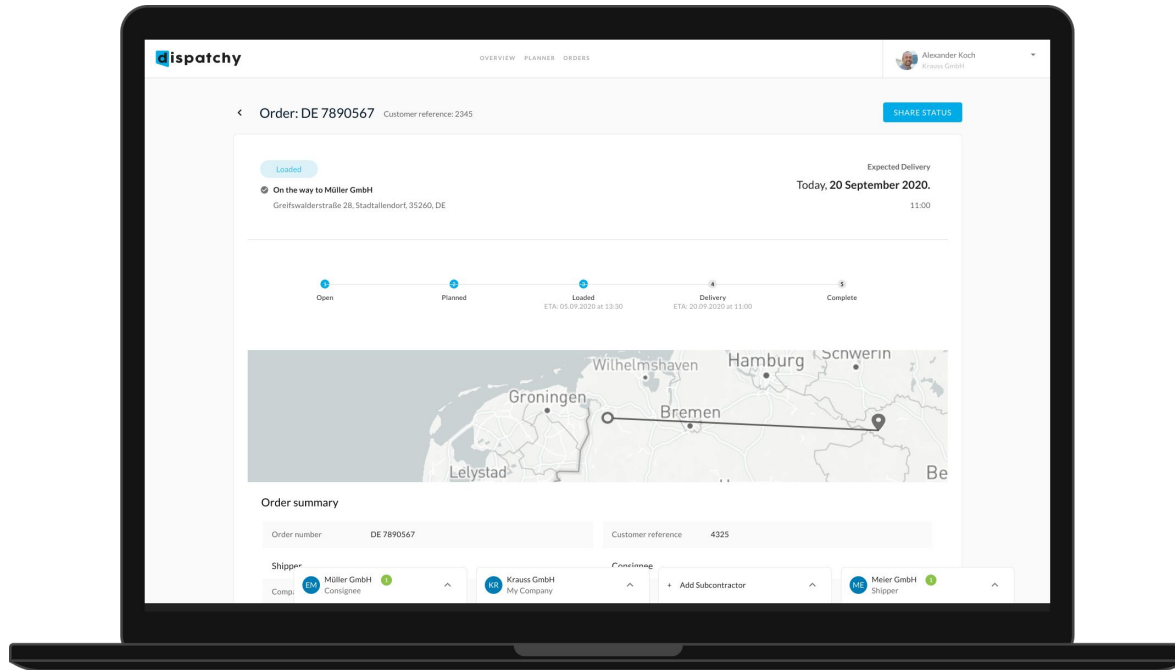 dispatchy
OVERVIEW PLANNER ORDERS
Alexander Koch
Krauss GmbH
Order: DE 7890567 Customer reference: 2345
SHARE STATUS
Loaded
On the way to Müller GmbH
Greifswalderstraße 28, Stadtallendorf, 35260, DE
Expected Delivery
Today, 20 September 2020.
11:00
4
5
Open
Planned
Loaded
ETA: 05.09.2020 at 13:30
Delivery
ETA: 20.09.2020 at 11:00
Complete
Wilhelmshaven
Hamburg
Schwerin
Groningen
Bremen
Lelystad
Be
Order summary
Order number DE 7890567
Customer reference 4325
Shipper
Consignee
Compa
EM
Müller GmbH 1
Consignee
KR
Krauss GmbH
My Company
+ Add Subcontractor
ME
Meier GmbH 1
Shipper